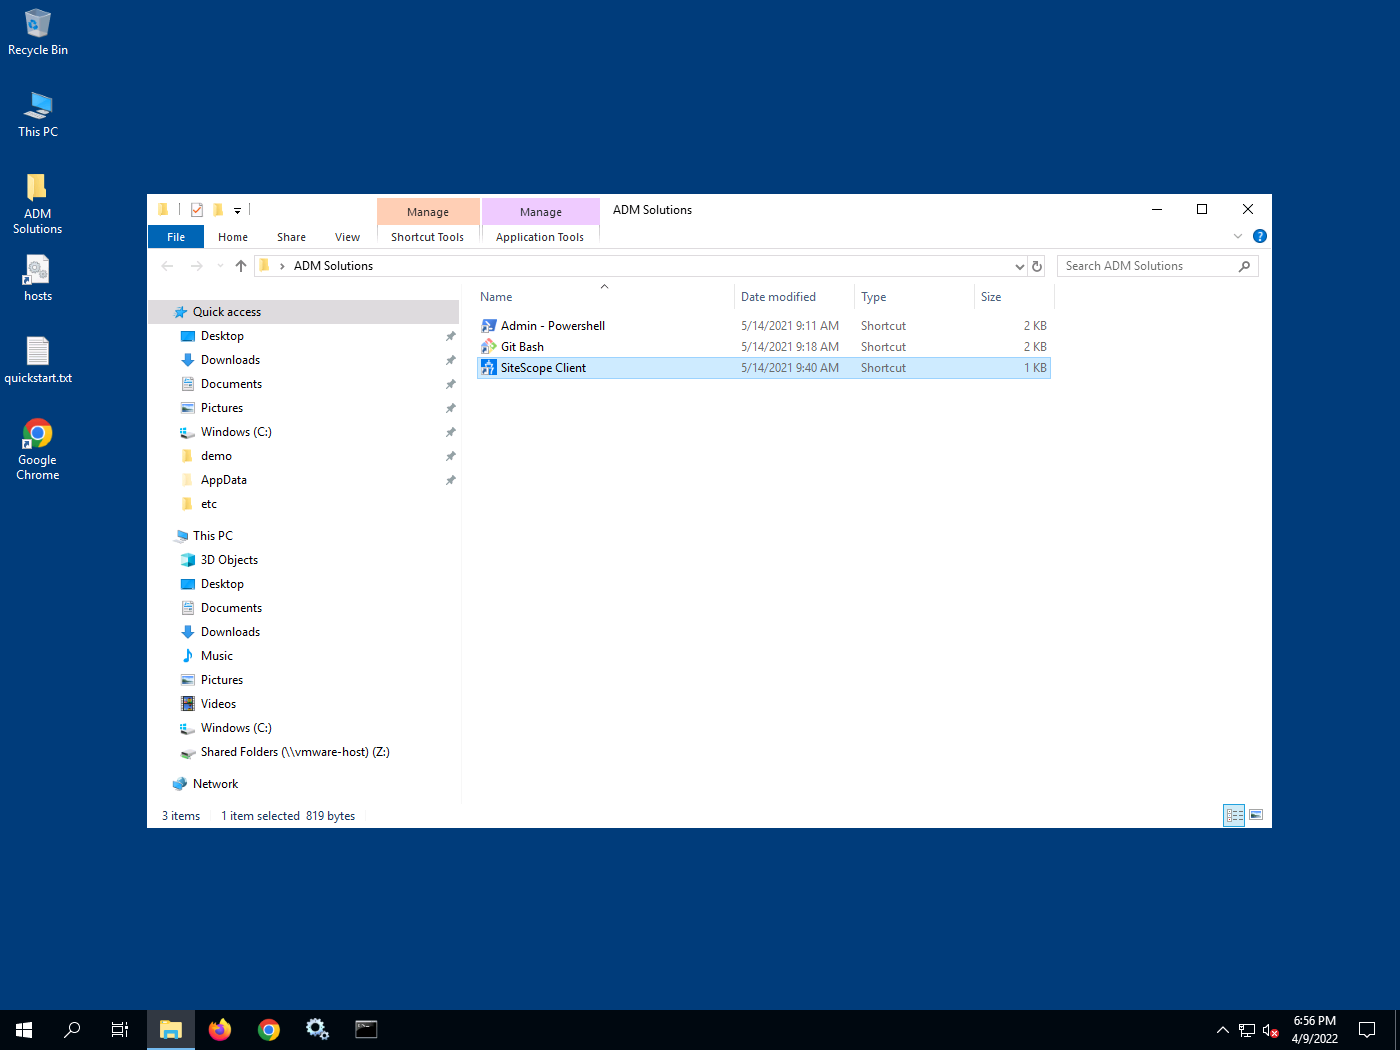 Recycle Bin
This PC
ADM
Solutions
hosts
quickstart.txt
Google
Chrome
Manage
Manage
ADM Solutions
File
Home
Share
View
Shortcut Tools
Application Tools
?
ADM Solutions
Search ADM Solutions
Quick access
Desktop
Downloads
Documents
Pictures
Windows (C:)
demo
AppData
etc
This PC
3D Objects
Desktop
Documents
Downloads
Music
Pictures
Videos
Windows (C:)
Shared Folders (\\vmware-host) (Z:)
Network
Name Date modified Type Size
Admin - Powershell 5/14/2021 9:11 AM Shortcut 2 KB
Git Bash 5/14/2021 9:18 AM Shortcut 2 KB
SiteScope Client 5/14/2021 9:40 AM Shortcut 1 KB
3 items 1 item selected 819 bytes
6:56 PM
4/9/2022